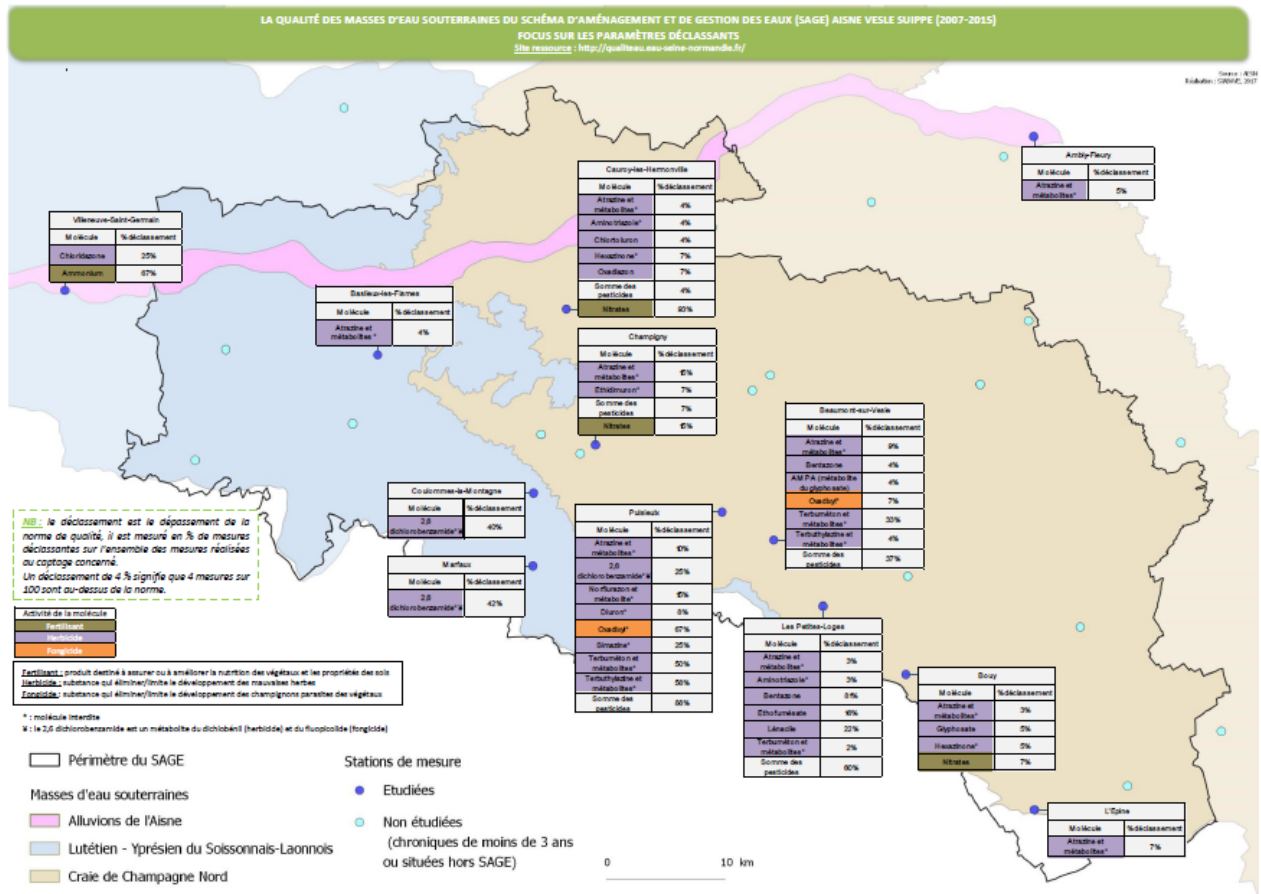 LA QUALITÉ DES MASSES D'EAU SOUTERRAINES DU SCHÉMA D'AMÉNAGEMENT ET DE GESTION DES EAUX (SAGE) AISNE VESLE SUIPPE (2007-2015)
FOCUS SUR LES PARAMÈTRES DÉCLASSANTS
Site ressource : http://qualiteau.eau-seine-normandie.fr/
Source : AESN
Réalisation : SIABAVE, 2017
Ambly-Fleury
Molécule %déclassement
Atrazine et métabolites* 5%
Cauroy-les-Hermonville
Molécule %déclassement
Atrazine et métabolites* 4%
Aminotriazole* 4%
Chlortoluron 4%
Hexazinone* 7%
Oxadiazon 7%
Somme des pesticides 4%
Nitrates 93%
Villeneuve-Saint-Germain
Molécule %déclassement
Chloridazone 25%
Ammonium 67%
Baslieux-les-Fismes
Molécule %déclassement
Atrazine et métabolites * 4%
Champigny
Molécule %déclassement
Atrazine et métabolites* 15%
Ethidimuron* 7%
Somme des pesticides 7%
Nitrates 15%
Beaumont-sur-Vesle
Molécule %déclassement
Atrazine et métabolites* 9%
Bentazone 4%
AMPA (métabolite du glyphosate) 4%
Oxadixyl* 7%
Terbuméton et métabolites* 33%
Terbuthylazine et métabolites* 4%
Somme des pesticides 37%
Coulommes-la-Montagne
Molécule %déclassement
2,6 dichlorobenzamide*¥ 40%
Marfaux
Molécule %déclassement
2,6 dichlorobenzamide*¥ 42%
Puisieux
Molécule %déclassement
Atrazine et métabolites* 10%
2,6 dichlorobenzamide*¥ 25%
Norflurazon et métabolite* 15%
Diuron* 8%
Oxadixyl* 67%
Simazine* 25%
Terbuméton et métabolites* 50%
Terbuthylazine et métabolites* 58%
Somme des pesticides 88%
Les Petites-Loges
Molécule %déclassement
Atrazine et métabolites* 3%
Aminotriazole* 3%
Bentazone 81%
Ethofumésate 16%
Lénacile 22%
Terbuméton et métabolites* 2%
Somme des pesticides 60%
Bouy
Molécule %déclassement
Atrazine et métabolites* 3%
Glyphosate 5%
Hexazinone* 5%
Nitrates 7%
L'Épine
Molécule %déclassement
Atrazine et métabolites* 7%
NB : le déclassement est le dépassement de la
norme de qualité, il est mesuré en % de mesures
déclassantes sur l'ensemble des mesures réalisées
au captage concerné.
Un déclassement de 4 % signifie que 4 mesures sur
100 sont au-dessus de la norme.
Activité de la molécule
Fertilisant
Herbicide
Fongicide
Fertilisant : produit destiné à assurer ou à améliorer la nutrition des végétaux et les propriétés des sols
Herbicide : substance qui éliminer/limite le développement des mauvaises herbes
Fongicide : substance qui éliminer/limite le développement des champignons parasites des végétaux
* : molécule interdite
¥ : le 2,6 dichlorobenzamide est un métabolite du dichlobénil (herbicide) et du fluopicolide (fongicide)
Périmètre du SAGE
Masses d'eau souterraines
Alluvions de l'Aisne
Lutétien - Yprésien du Soissonnais-Laonnois
Craie de Champagne Nord
Stations de mesure
Etudiées
Non étudiées
(chroniques de moins de 3 ans
ou situées hors SAGE)
0 10 km